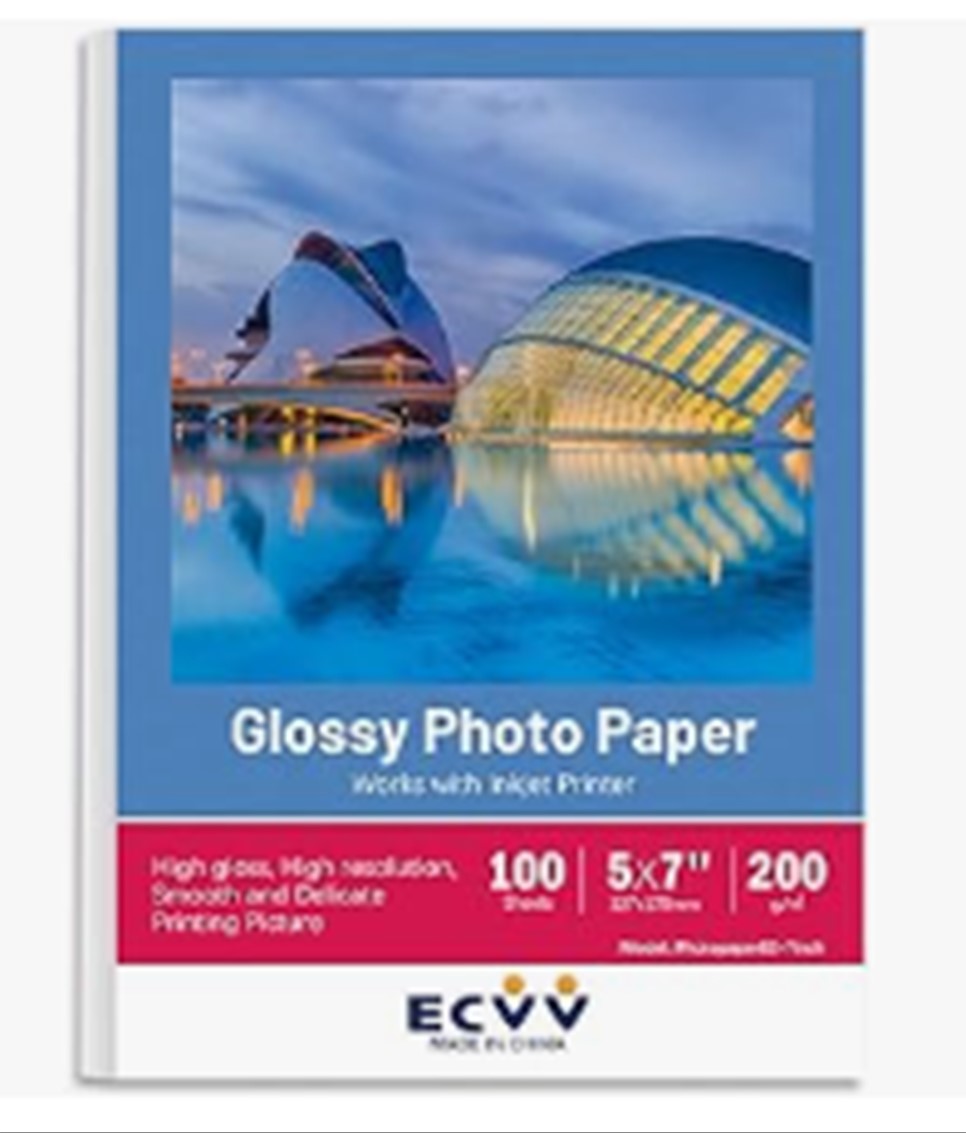 Glossy Photo Paper
Works with Inkjet Printer
High gloss, High resolution,
Smooth and Delicate
Printing Picture
100
Sheets
5x7"
200
ECVV
MADE IN CHINA